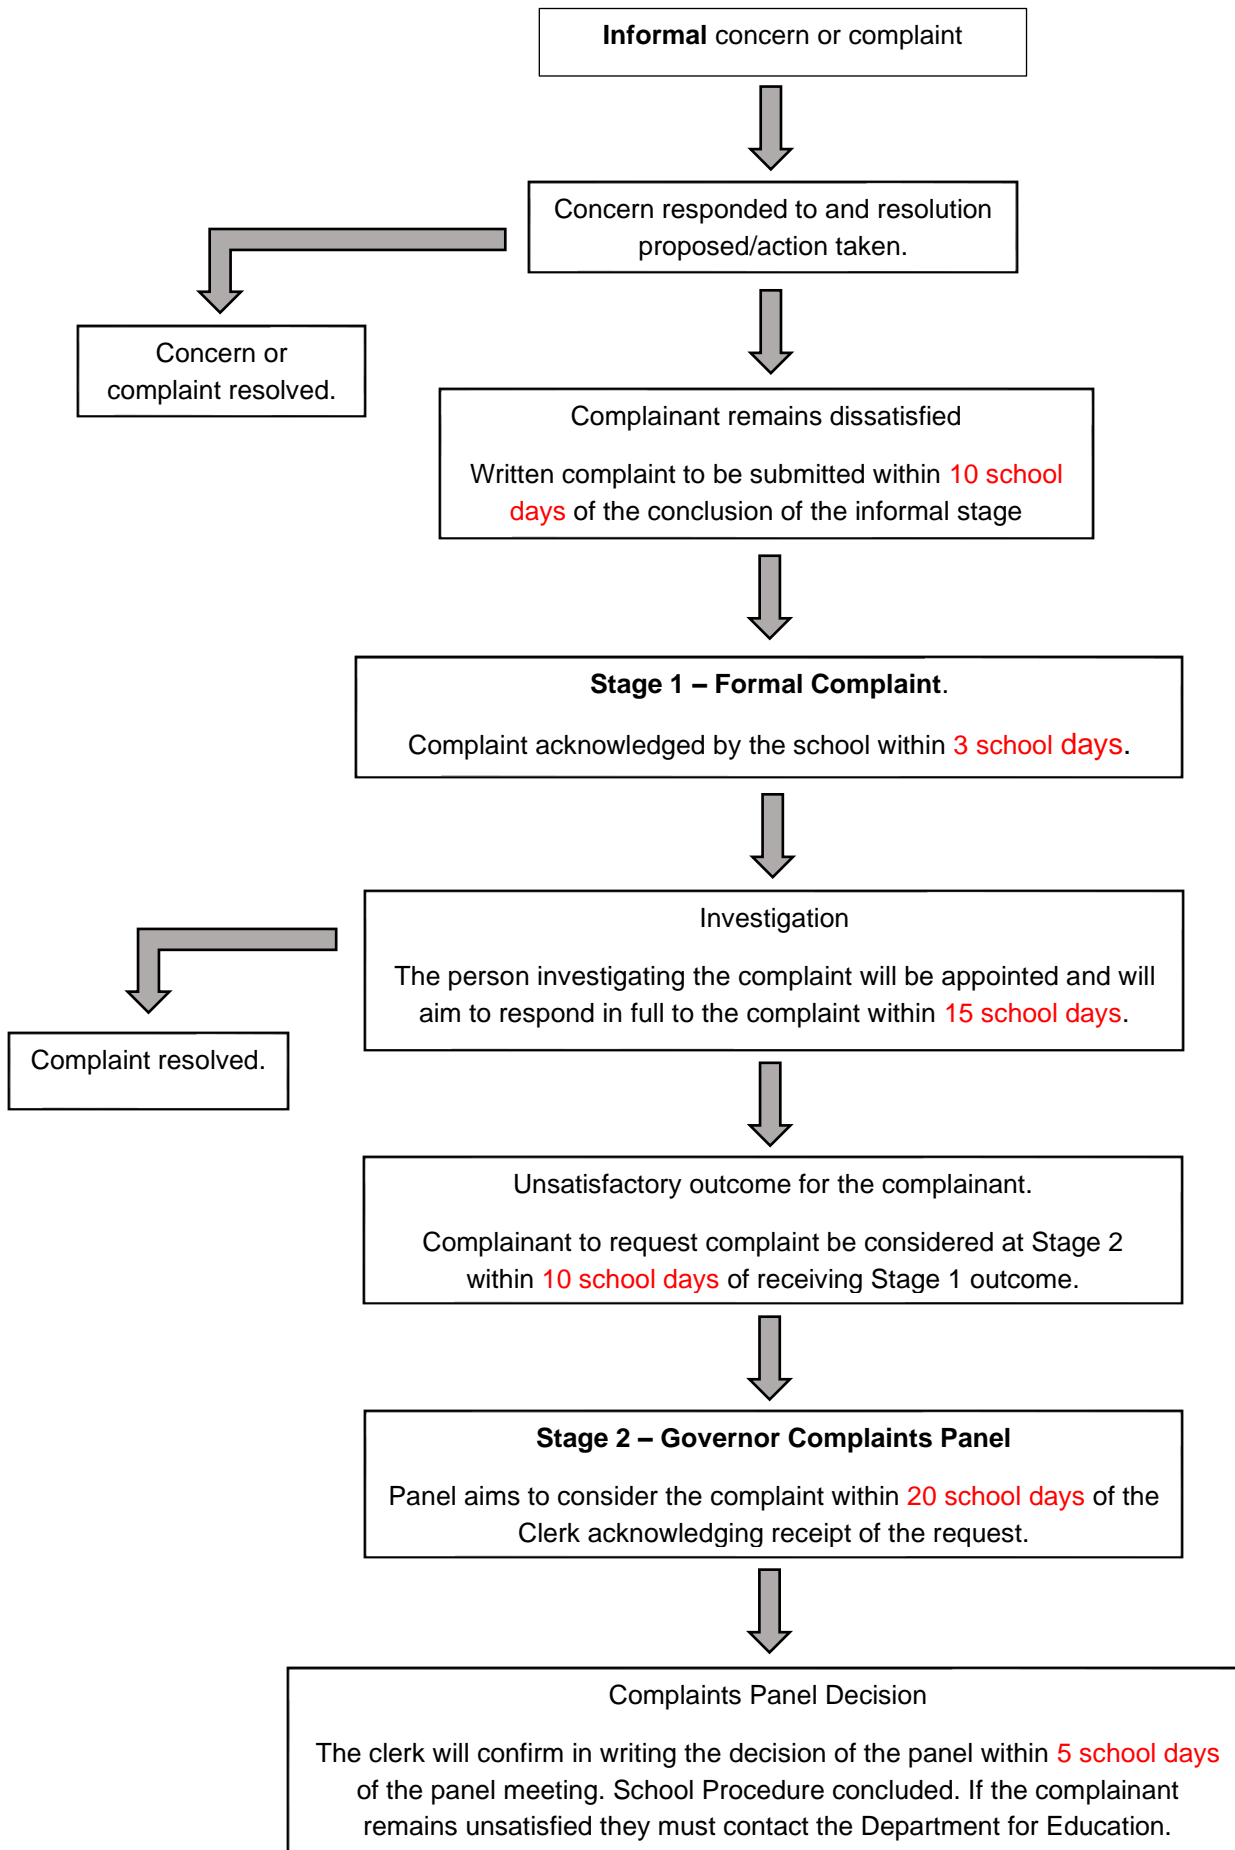 Informal concern or complaint
Concern responded to and resolution
proposed/action taken.
Concern or
complaint resolved.
Complainant remains dissatisfied
Written complaint to be submitted within 10 school
days of the conclusion of the informal stage
Stage 1 – Formal Complaint.
Complaint acknowledged by the school within 3 school days.
Investigation
The person investigating the complaint will be appointed and will
aim to respond in full to the complaint within 15 school days.
Complaint resolved.
Unsatisfactory outcome for the complainant.
Complainant to request complaint be considered at Stage 2
within 10 school days of receiving Stage 1 outcome.
Stage 2 – Governor Complaints Panel
Panel aims to consider the complaint within 20 school days of the
Clerk acknowledging receipt of the request.
Complaints Panel Decision
The clerk will confirm in writing the decision of the panel within 5 school days
of the panel meeting. School Procedure concluded. If the complainant
remains unsatisfied they must contact the Department for Education.